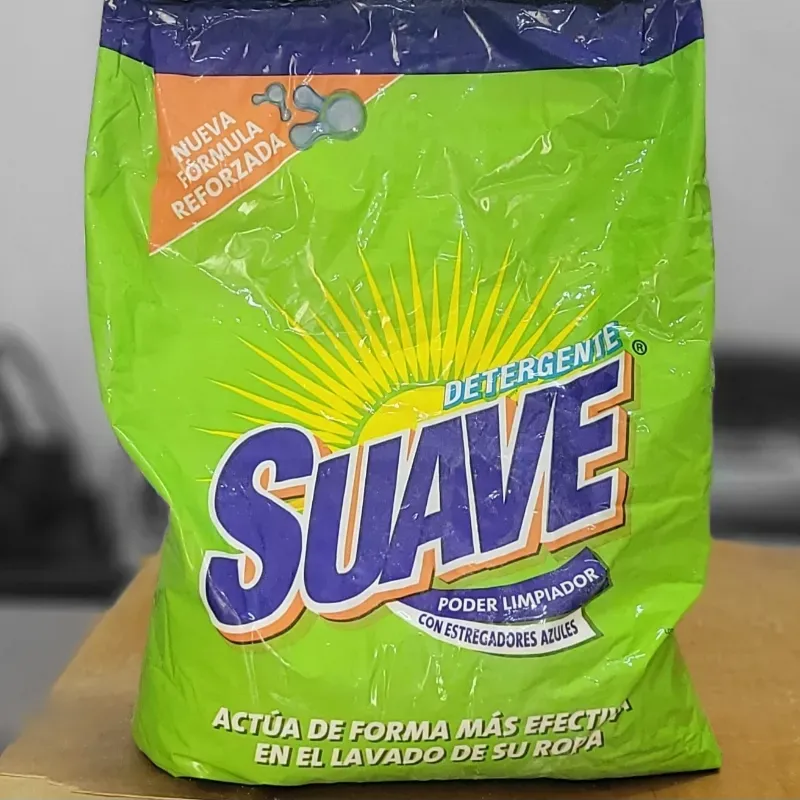 NUEVA
FÓRMULA
REFORZADA
DETERGENTE
®
SUAVE
PODER LIMPIADOR
CON ESTREGADORES AZULES
ACTÚA DE FORMA MÁS EFECTIVA
EN EL LAVADO DE SU ROPA